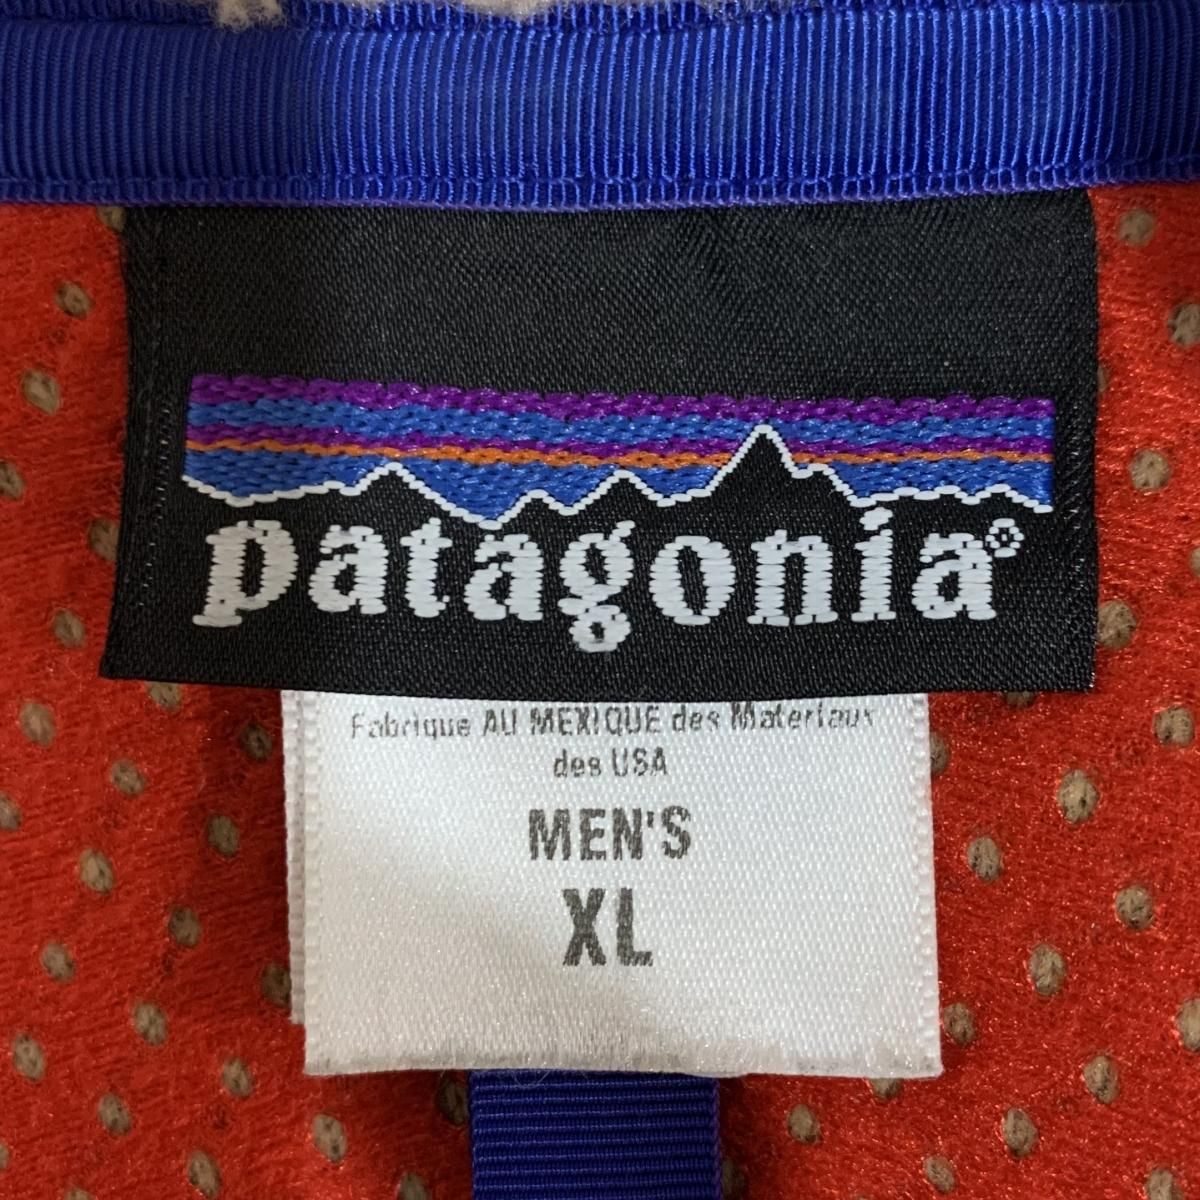 patagonia®
Fabrique AU MEXIQUE des Materiaux
des USA
MEN'S
XL